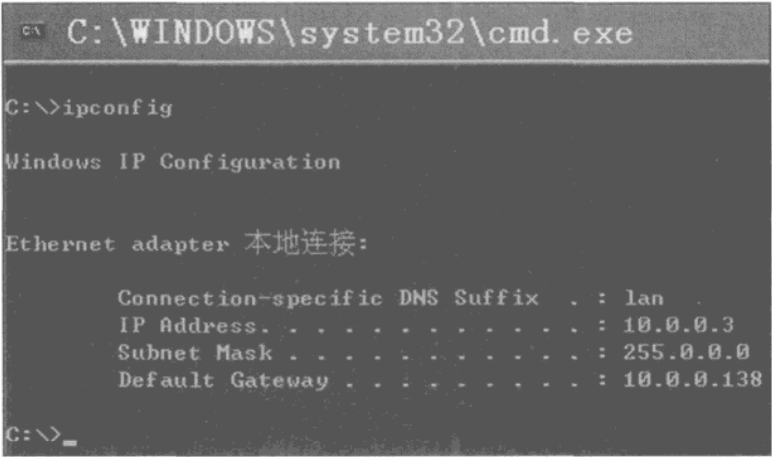 C:\WINDOWS\system32\cmd.exe
C:\>ipconfig
Windows IP Configuration
Ethernet adapter 本地连接:
Connection-specific DNS Suffix . : lan
IP Address. . . . . . . . . . . . : 10.0.0.3
Subnet Mask . . . . . . . . . . . : 255.0.0.0
Default Gateway . . . . . . . . . : 10.0.0.138
C:\>_